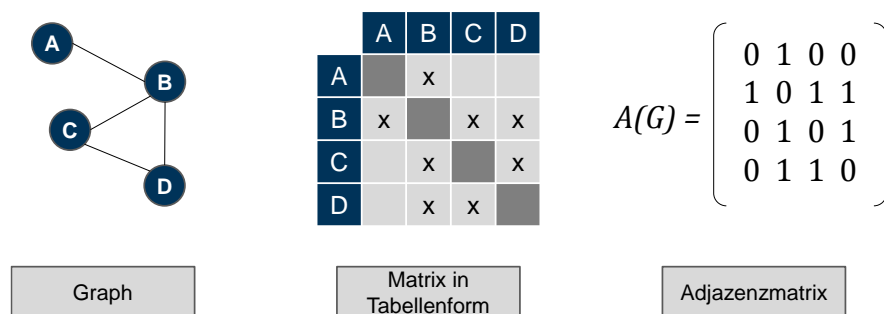 A
B
C
D
A B C D
A x
B x x x
C x x
D x x
A(G) =
0 1 0 0
1 0 1 1
0 1 0 1
0 1 1 0
Graph
Matrix in
Tabellenform
Adjazenzmatrix